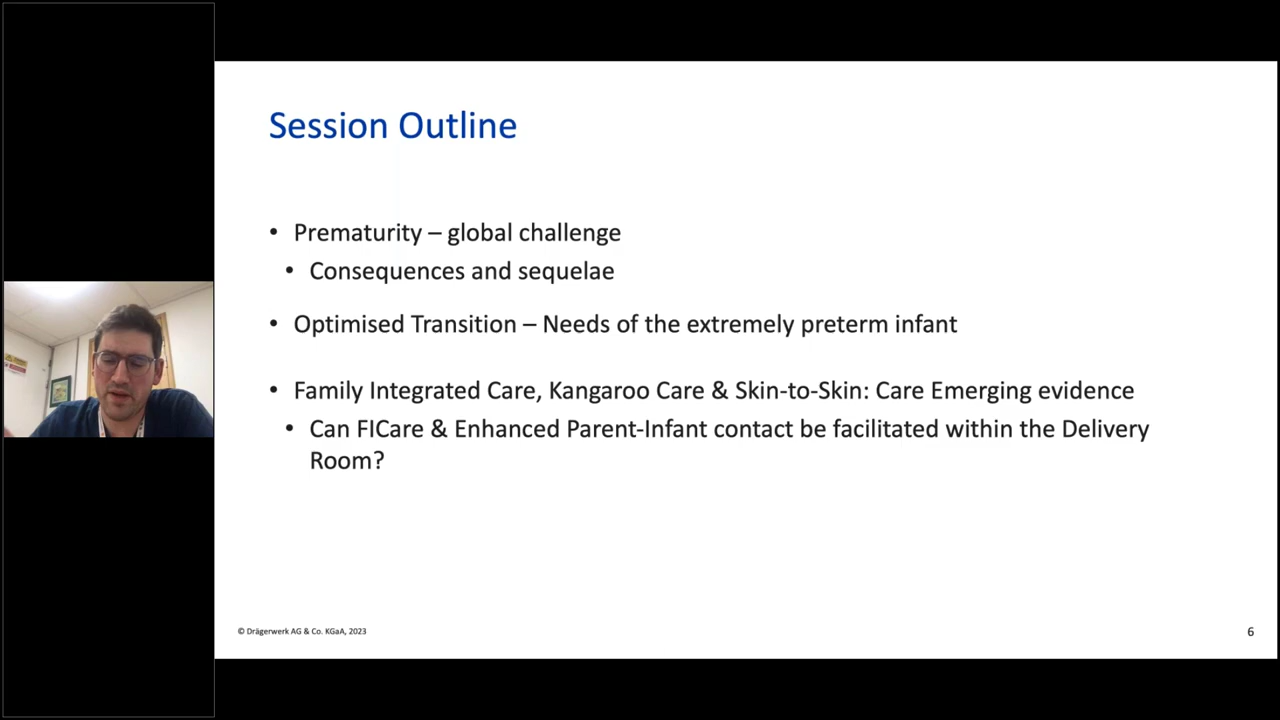 Session Outline
• Prematurity – global challenge
• Consequences and sequelae
• Optimised Transition – Needs of the extremely preterm infant
• Family Integrated Care, Kangaroo Care & Skin-to-Skin: Care Emerging evidence
• Can FICare & Enhanced Parent-Infant contact be facilitated within the Delivery
Room?
© Drägerwerk AG & Co. KGaA, 2023
6